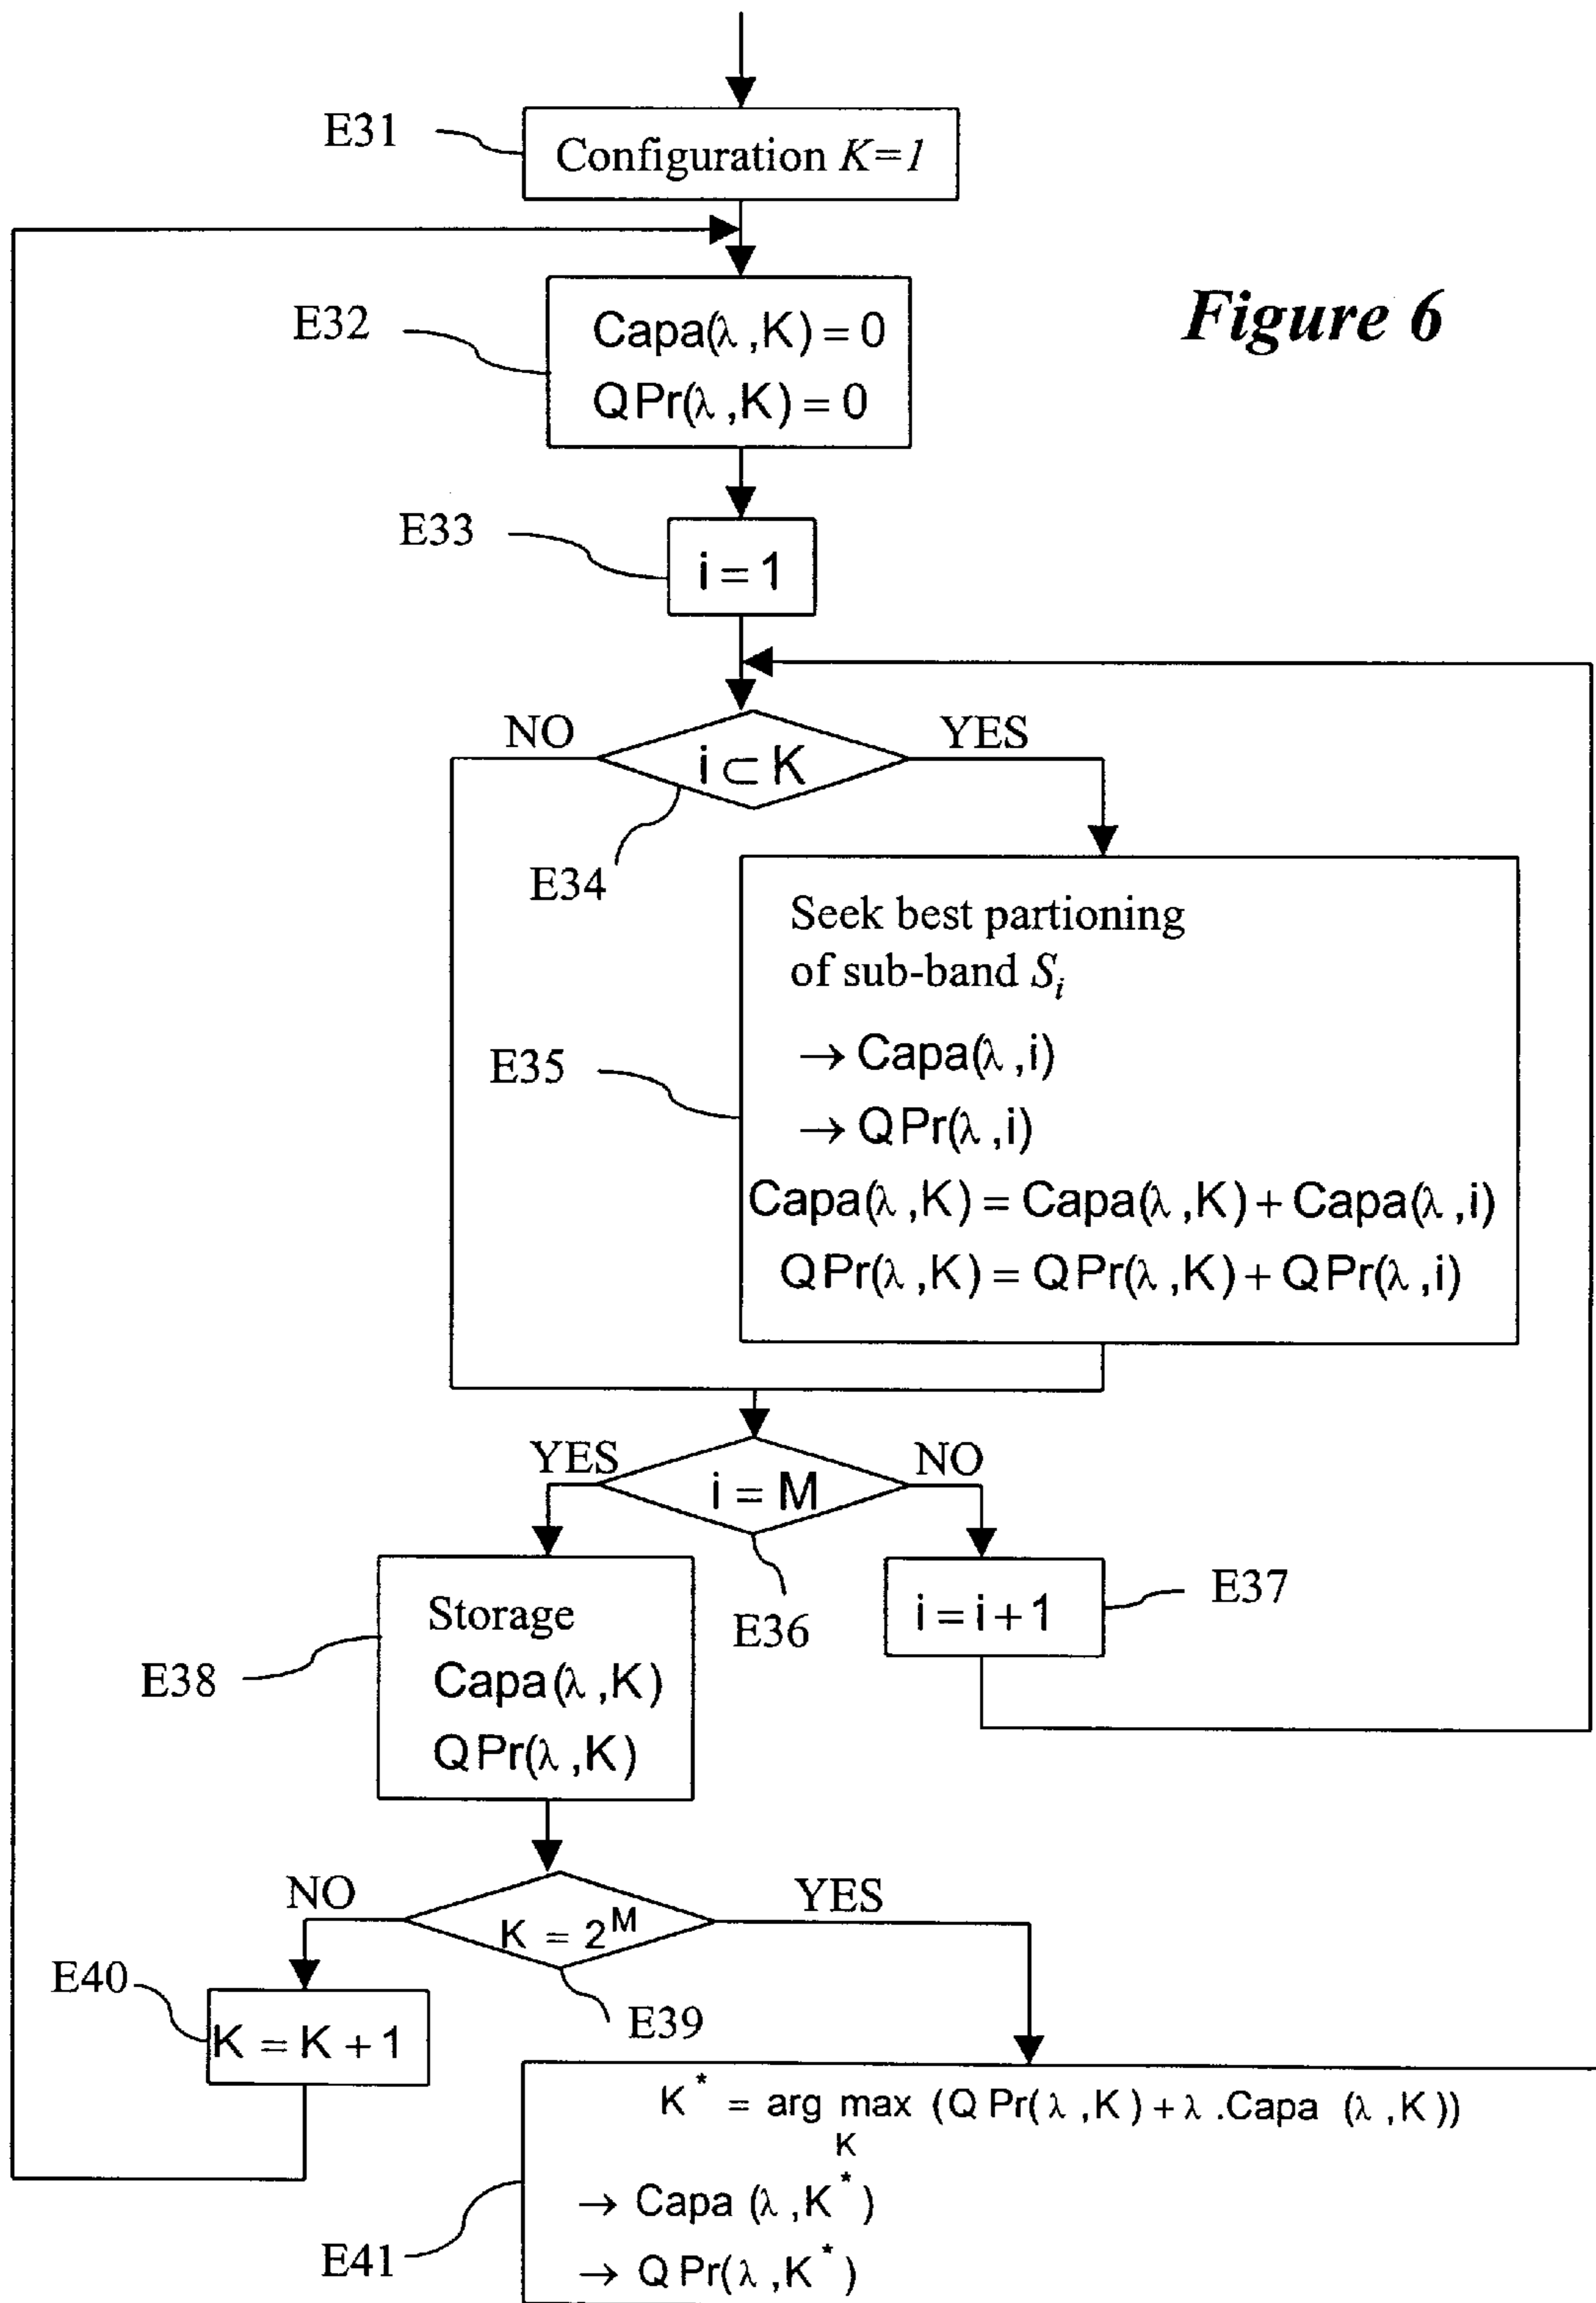 E31
Configuration K=1
Figure 6
E32
Capa(λ,K)=0
QPr(λ,K)=0
E33
i=1
NO
YES
i⊂K
E34
Seek best partioning
of sub-band Sᵢ
E35
→ Capa(λ,i)
→ QPr(λ,i)
Capa(λ,K) = Capa(λ,K) + Capa(λ,i)
QPr(λ,K) = QPr(λ,K) + QPr(λ,i)
YES
NO
i = M
E36
i = i + 1
E37
E38
Storage
Capa(λ,K)
QPr(λ,K)
NO
YES
K = 2ᴹ
E39
E40
K = K + 1
E41
K* = arg max (QPr(λ,K) + λ.Capa (λ,K))
K
→ Capa (λ,K*)
→ QPr(λ,K*)